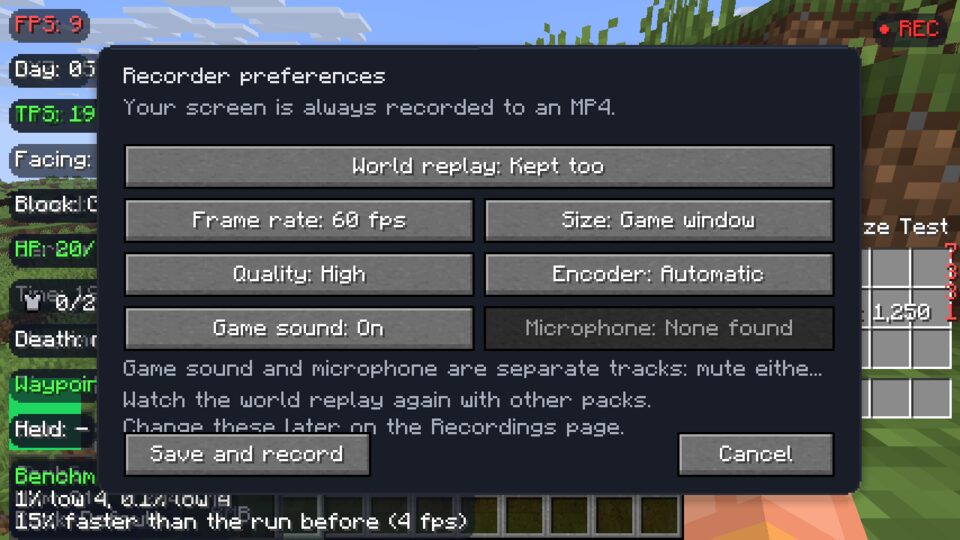 FPS: 9
REC
Day: 05
TPS: 19
Facing:
Block: C
HP: 20/
0/2
Death:
Waypoin
Held: —
Benchm
1% low 4, 0.1% low 4
15% faster than the run before (4 fps)
Recorder preferences
Your screen is always recorded to an MP4.
World replay: Kept too
Frame rate: 60 fps
Size: Game window
Quality: High
Encoder: Automatic
Game sound: On
Microphone: None found
Game sound and microphone are separate tracks: mute eithe...
Watch the world replay again with other packs.
Change these later on the Recordings page.
Save and record
Cancel
ze Test
1,250